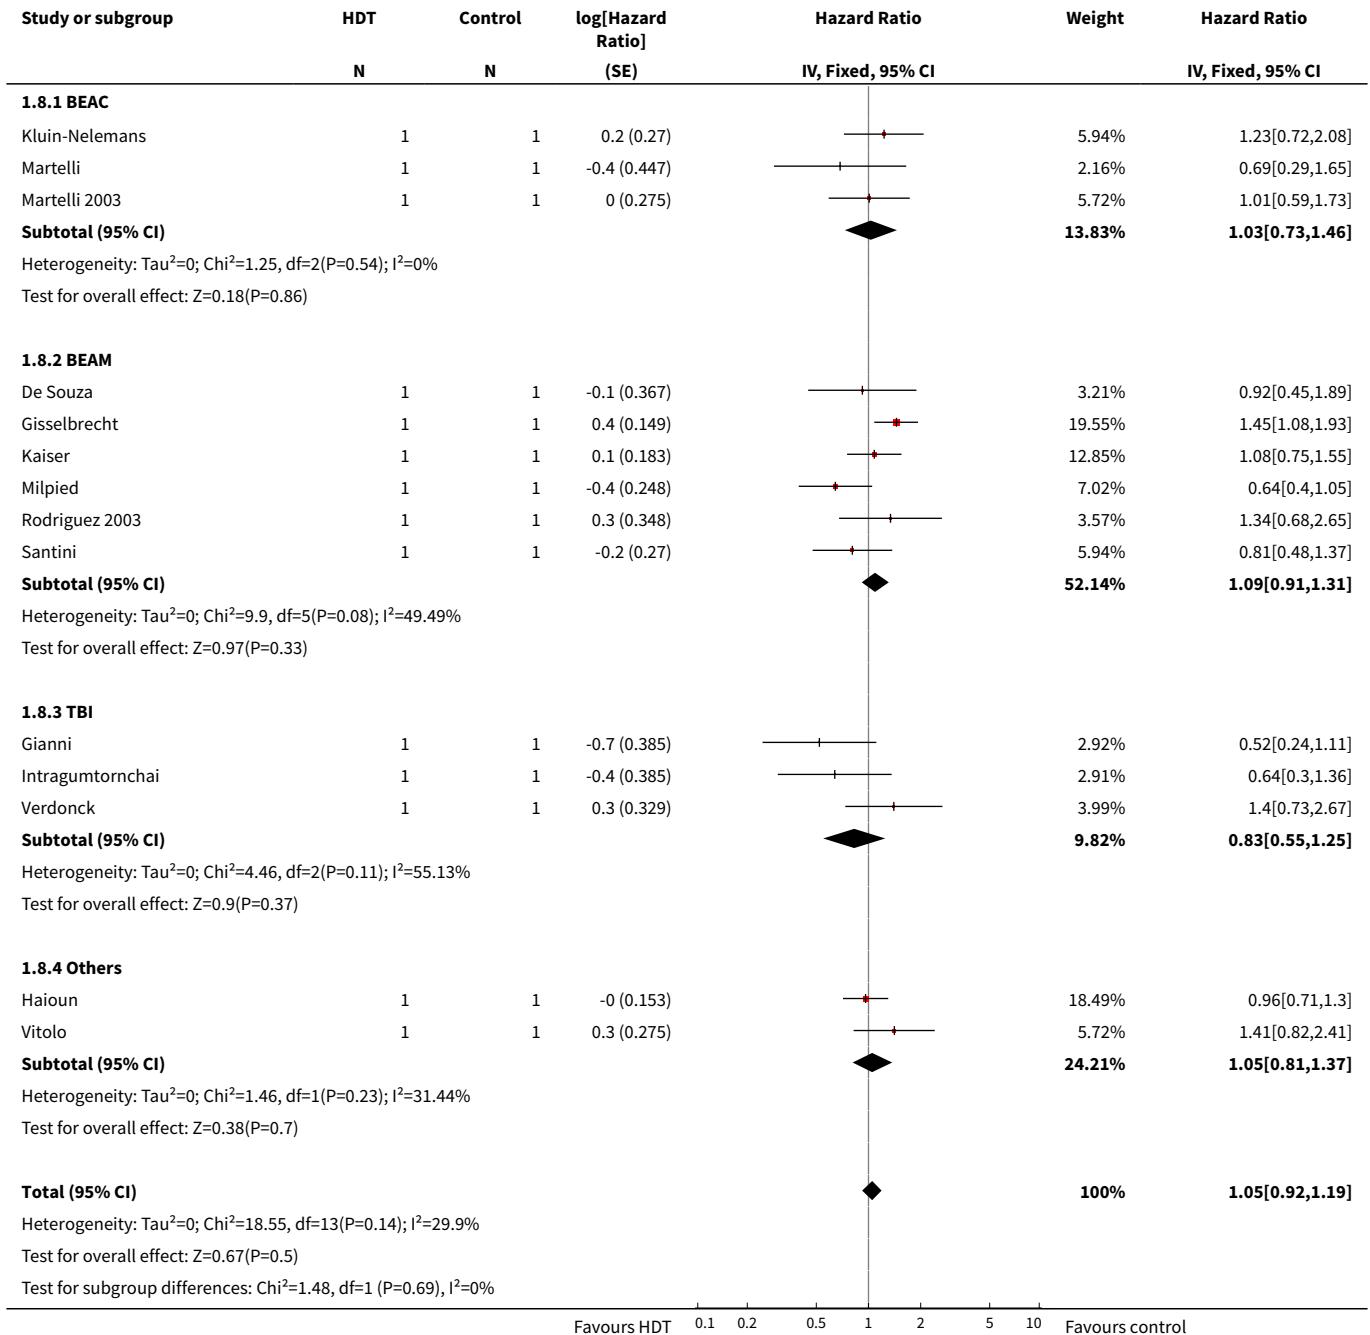 Study or subgroup HDT Control log[Hazard Ratio] Hazard Ratio Weight Hazard Ratio
N N (SE) IV, Fixed, 95% CI IV, Fixed, 95% CI
1.8.1 BEAC
Kluin-Nelemans 1 1 0.2 (0.27) 5.94% 1.23[0.72,2.08]
Martelli 1 1 -0.4 (0.447) 2.16% 0.69[0.29,1.65]
Martelli 2003 1 1 0 (0.275) 5.72% 1.01[0.59,1.73]
Subtotal (95% CI) 13.83% 1.03[0.73,1.46]
Heterogeneity: Tau²=0; Chi²=1.25, df=2(P=0.54); I²=0%
Test for overall effect: Z=0.18(P=0.86)
1.8.2 BEAM
De Souza 1 1 -0.1 (0.367) 3.21% 0.92[0.45,1.89]
Gisselbrecht 1 1 0.4 (0.149) 19.55% 1.45[1.08,1.93]
Kaiser 1 1 0.1 (0.183) 12.85% 1.08[0.75,1.55]
Milpied 1 1 -0.4 (0.248) 7.02% 0.64[0.4,1.05]
Rodriguez 2003 1 1 0.3 (0.348) 3.57% 1.34[0.68,2.65]
Santini 1 1 -0.2 (0.27) 5.94% 0.81[0.48,1.37]
Subtotal (95% CI) 52.14% 1.09[0.91,1.31]
Heterogeneity: Tau²=0; Chi²=9.9, df=5(P=0.08); I²=49.49%
Test for overall effect: Z=0.97(P=0.33)
1.8.3 TBI
Gianni 1 1 -0.7 (0.385) 2.92% 0.52[0.24,1.11]
Intragumtornchai 1 1 -0.4 (0.385) 2.91% 0.64[0.3,1.36]
Verdonck 1 1 0.3 (0.329) 3.99% 1.4[0.73,2.67]
Subtotal (95% CI) 9.82% 0.83[0.55,1.25]
Heterogeneity: Tau²=0; Chi²=4.46, df=2(P=0.11); I²=55.13%
Test for overall effect: Z=0.9(P=0.37)
1.8.4 Others
Haioun 1 1 -0 (0.153) 18.49% 0.96[0.71,1.3]
Vitolo 1 1 0.3 (0.275) 5.72% 1.41[0.82,2.41]
Subtotal (95% CI) 24.21% 1.05[0.81,1.37]
Heterogeneity: Tau²=0; Chi²=1.46, df=1(P=0.23); I²=31.44%
Test for overall effect: Z=0.38(P=0.7)
Total (95% CI) 100% 1.05[0.92,1.19]
Heterogeneity: Tau²=0; Chi²=18.55, df=13(P=0.14); I²=29.9%
Test for overall effect: Z=0.67(P=0.5)
Test for subgroup differences: Chi²=1.48, df=1 (P=0.69), I²=0%
Favours HDT 0.1 0.2 0.5 1 2 5 10 Favours control